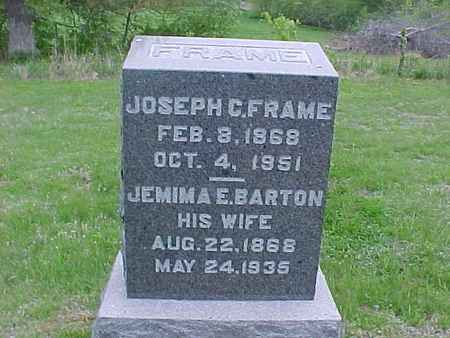 FRAME
JOSEPH C. FRAME
FEB. 8, 1868
OCT. 4, 1951
JEMIMA E. BARTON
HIS WIFE
AUG. 22, 1868
MAY 24, 1935